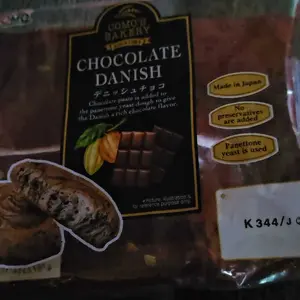 COMO'S
BAKERY
CHOCOLATE
DANISH
デニッシュチョコ
Chocolate paste is added to
the panettone yeast dough to give
the Danish a rich chocolate flavor.
Made in Japan
No
preservatives
are added
Panettone
yeast is used
K 344/J